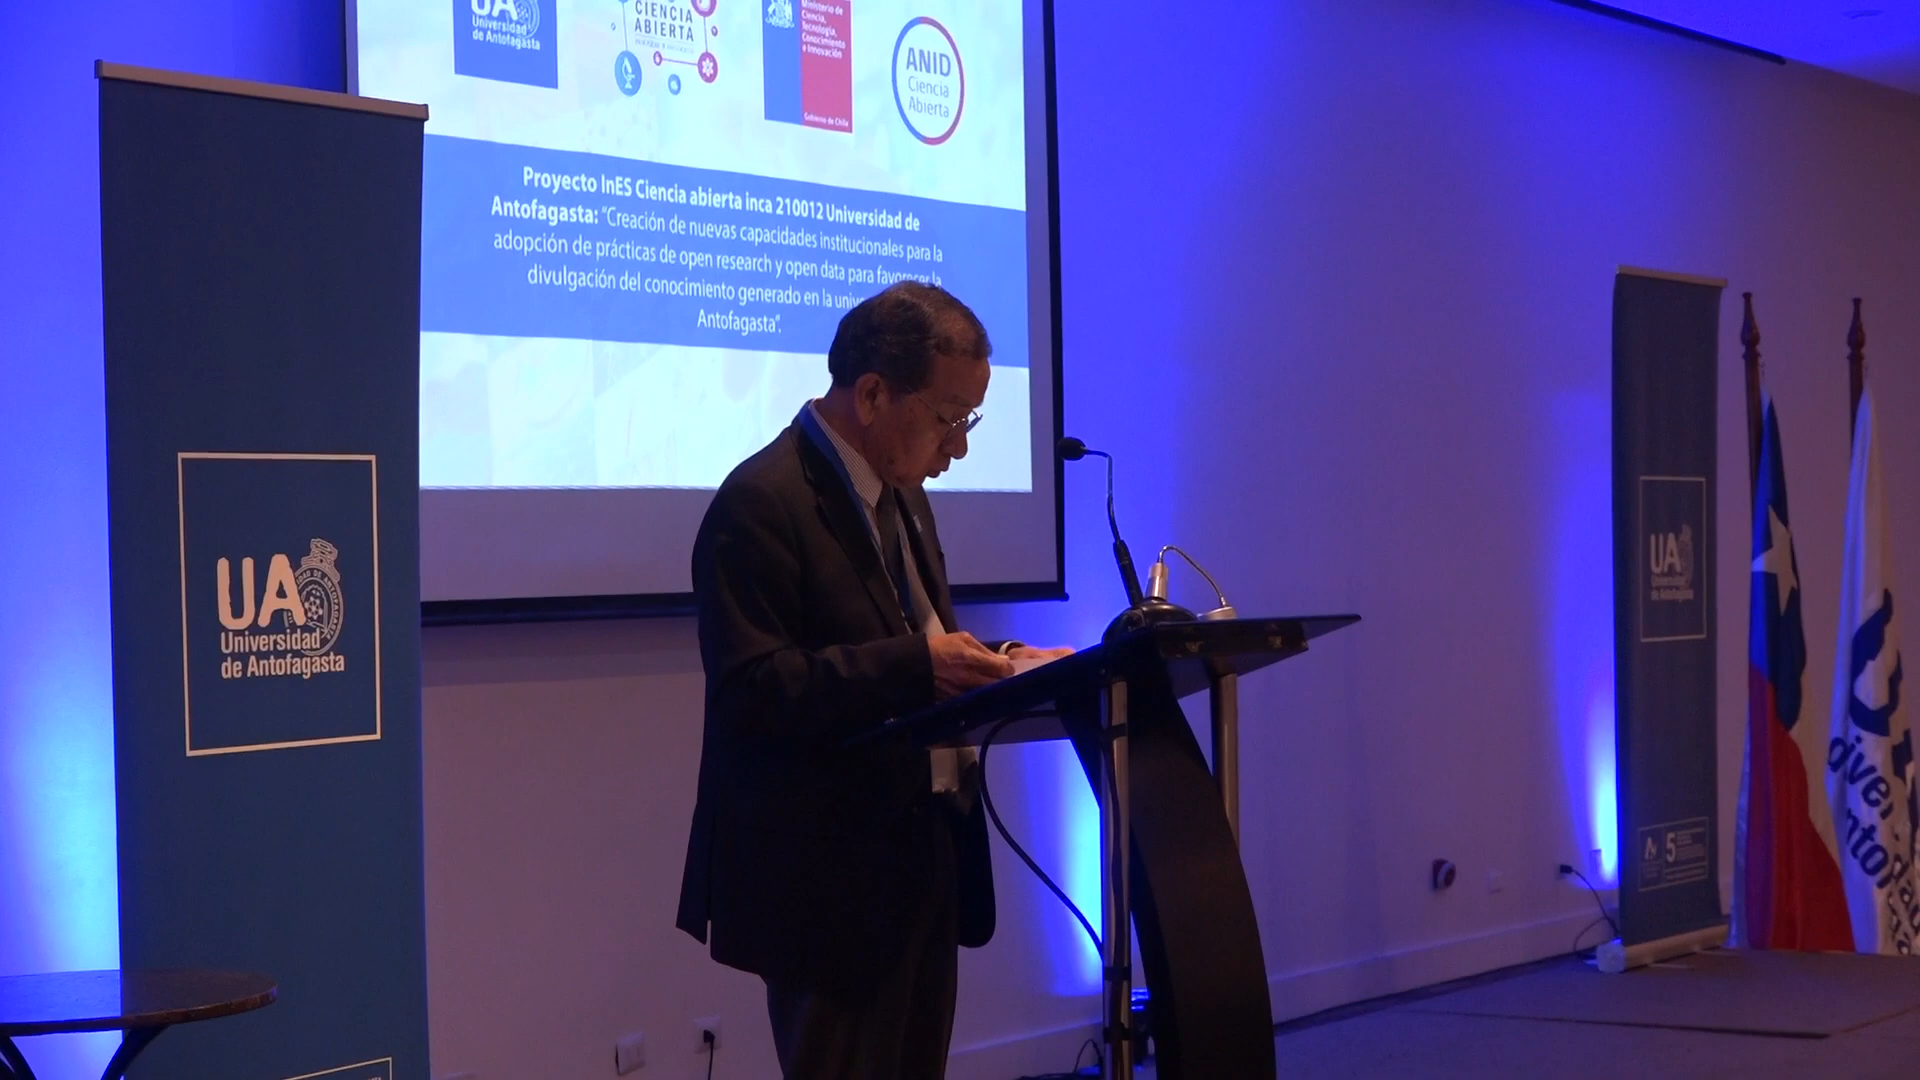 UA
Universidad
de Antofagasta
CIENCIA
ABIERTA
Ministerio de
Ciencia,
Tecnología,
Conocimiento
e Innovación
Gobierno de Chile
ANID
Ciencia
Abierta
Proyecto InES Ciencia abierta inca 210012 Universidad de
Antofagasta: "Creación de nuevas capacidades institucionales para la
adopción de prácticas de open research y open data para favorecer la
divulgación del conocimiento generado en la
Antofagasta".
UA
Universidad
de Antofagasta
UA
Universidad
de Antofagasta
5